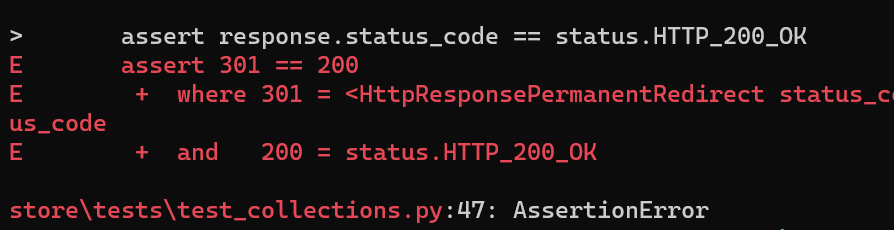 >       assert response.status_code == status.HTTP_200_OK
E       assert 301 == 200
E        +  where 301 = <HttpResponsePermanentRedirect status_co
us_code
E        +  and   200 = status.HTTP_200_OK
store\tests\test_collections.py:47: AssertionError